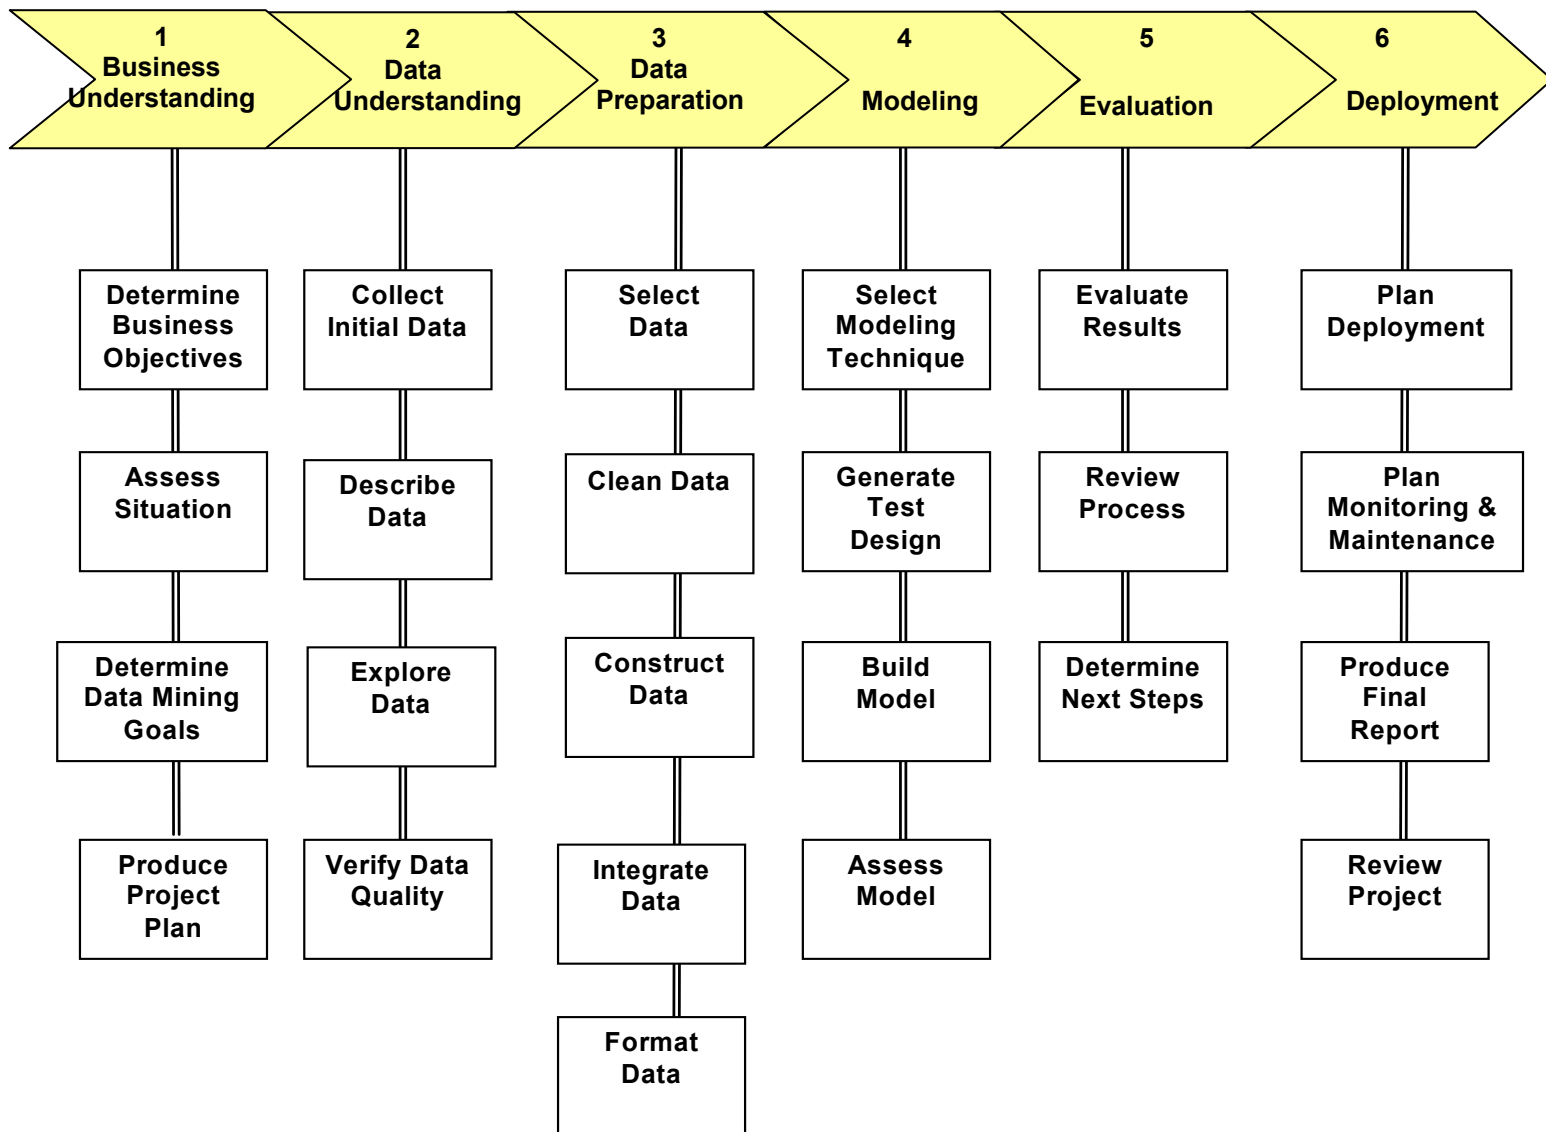 1
Business
Understanding
2
Data
Understanding
3
Data
Preparation
4
Modeling
5
Evaluation
6
Deployment
Determine
Business
Objectives
Assess
Situation
Determine
Data Mining
Goals
Produce
Project
Plan
Collect
Initial Data
Describe
Data
Explore
Data
Verify Data
Quality
Select
Data
Clean Data
Construct
Data
Integrate
Data
Format
Data
Select
Modeling
Technique
Generate
Test
Design
Build
Model
Assess
Model
Evaluate
Results
Review
Process
Determine
Next Steps
Plan
Deployment
Plan
Monitoring &
Maintenance
Produce
Final
Report
Review
Project